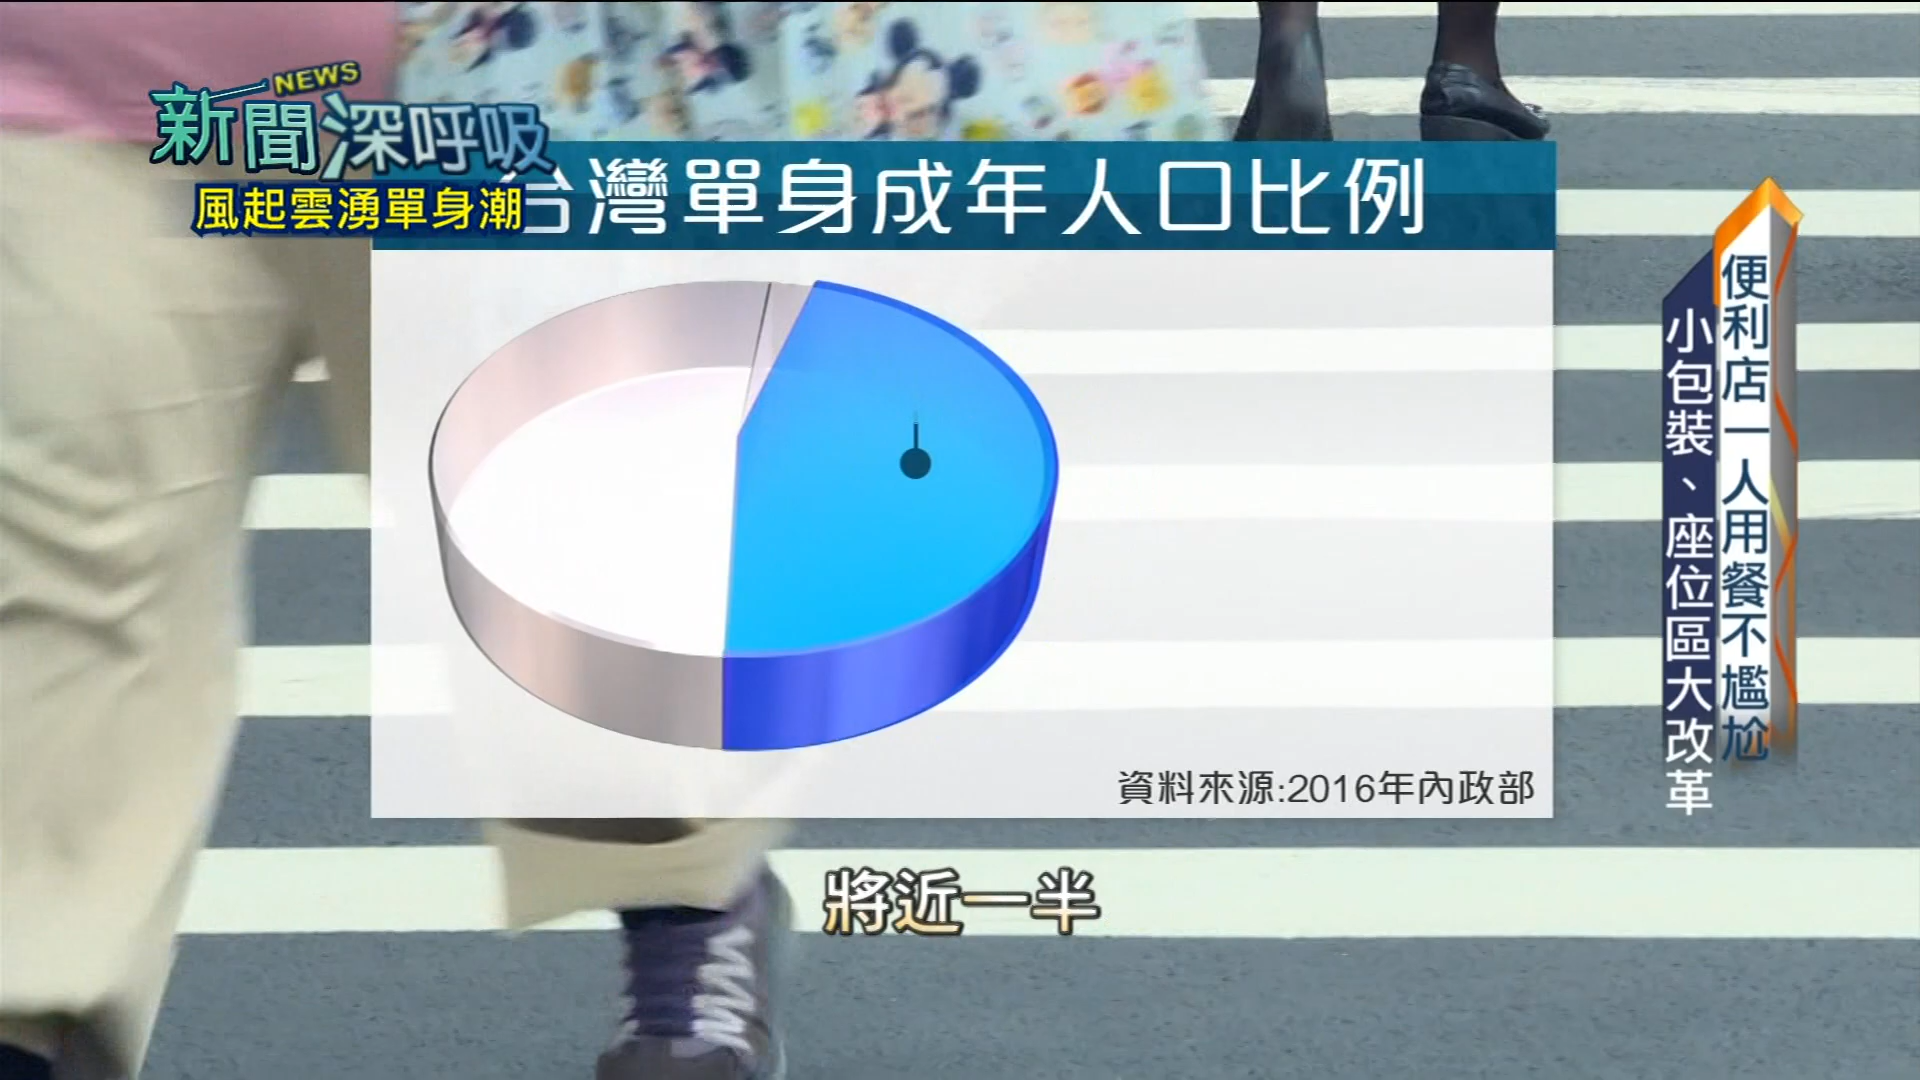 NEWS
新聞深呼吸
風起雲湧單身潮
台灣單身成年人口比例
便利店一人用餐不尷尬
小包裝、座位區大改革
資料來源:2016年內政部
將近一半